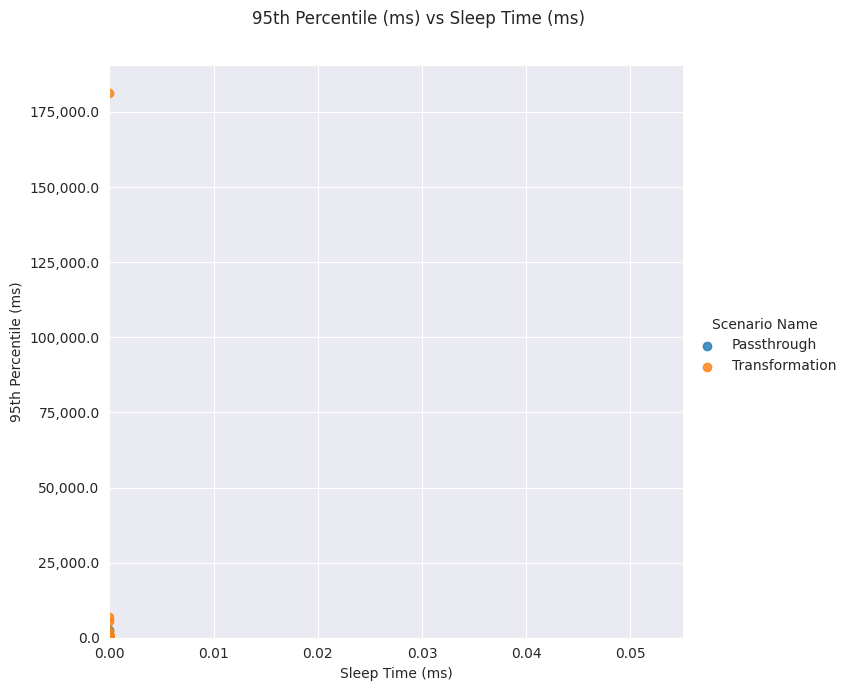 95th Percentile (ms) vs Sleep Time (ms)
175,000.0
150,000.0
125,000.0
100,000.0
75,000.0
50,000.0
25,000.0
0.0
95th Percentile (ms)
0.00 0.01 0.02 0.03 0.04 0.05
Sleep Time (ms)
Scenario Name
Passthrough
Transformation